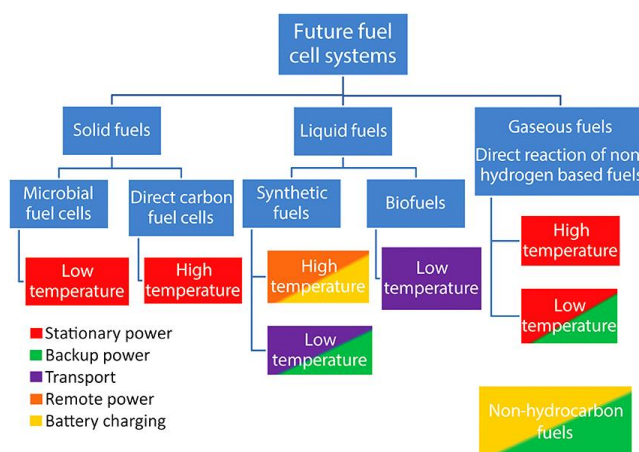 Future fuel
cell systems
Solid fuels
Liquid fuels
Gaseous fuels
Direct reaction of non-
hydrogen based fuels
Microbial
fuel cells
Direct carbon
fuel cells
Synthetic
fuels
Biofuels
Low
temperature
High
temperature
High
temperature
Low
temperature
High
temperature
Low
temperature
Low
temperature
Stationary power
Backup power
Transport
Remote power
Battery charging
Non-hydrocarbon
fuels